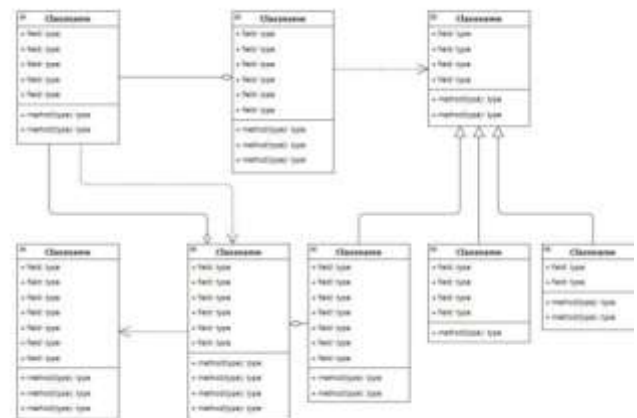 Classname
+ field: type
+ field: type
+ field: type
+ field: type
+ field: type
+ method(type): type
+ method(type): type
Classname
+ field: type
+ field: type
+ field: type
+ field: type
+ field: type
+ field: type
+ method(type): type
+ method(type): type
+ method(type): type
Classname
+ field: type
+ field: type
+ field: type
+ field: type
+ method(type): type
+ method(type): type
Classname
+ field: type
+ field: type
+ field: type
+ field: type
+ field: type
+ field: type
+ field: type
+ method(type): type
+ method(type): type
+ method(type): type
Classname
+ field: type
+ field: type
+ field: type
+ field: type
+ field: type
+ field: type
+ method(type): type
+ method(type): type
+ method(type): type
+ method(type): type
Classname
+ field: type
+ field: type
+ field: type
+ field: type
+ field: type
+ field: type
+ field: type
+ method(type): type
+ method(type): type
Classname
+ field: type
+ field: type
+ field: type
+ field: type
+ method(type): type
Classname
+ field: type
+ field: type
+ method(type): type
+ method(type): type